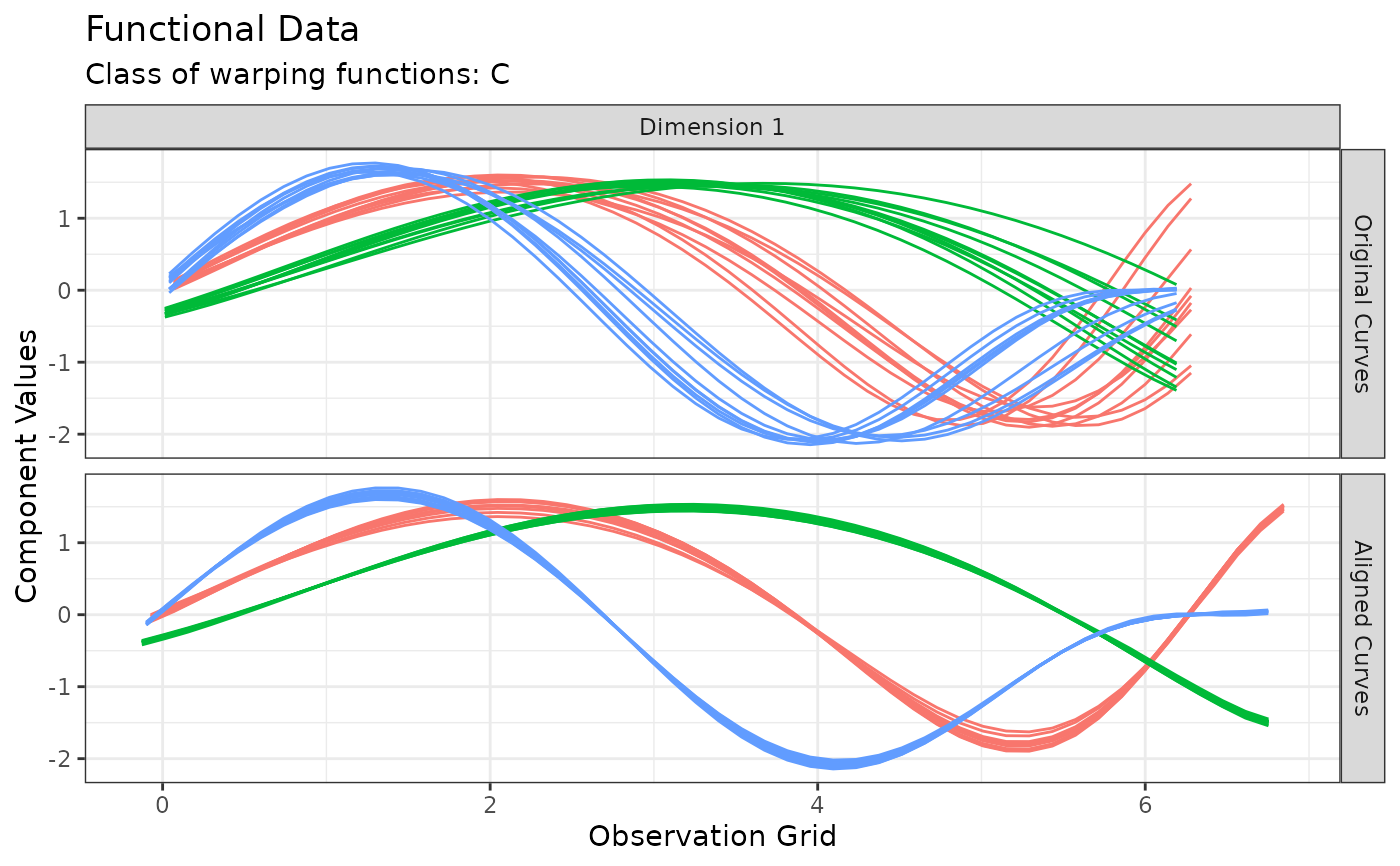 Functional Data
Class of warping functions: C
Dimension 1
Component Values
1
0
-1
-2
Original Curves
1
0
-1
-2
Aligned Curves
0 2 4 6
Observation Grid